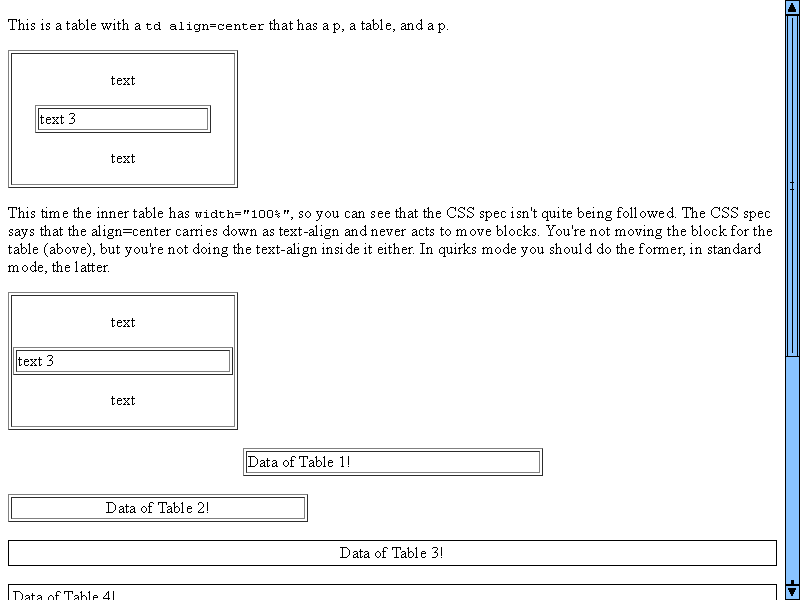 This is a table with a td align=center that has a p, a table, and a p.
text
text 3
text
This time the inner table has width="100%", so you can see that the CSS spec isn't quite being followed. The CSS spec
says that the align=center carries down as text-align and never acts to move blocks. You're not moving the block for the
table (above), but you're not doing the text-align inside it either. In quirks mode you should do the former, in standard
mode, the latter.
text
text 3
text
Data of Table 1!
Data of Table 2!
Data of Table 3!
Data of Table 4!